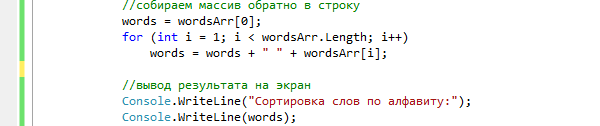 //собираем массив обратно в строку
words = wordsArr[0];
for (int i = 1; i < wordsArr.Length; i++)
words = words + " " + wordsArr[i];
//вывод результата на экран
Console.WriteLine("Сортировка слов по алфавиту:");
Console.WriteLine(words);